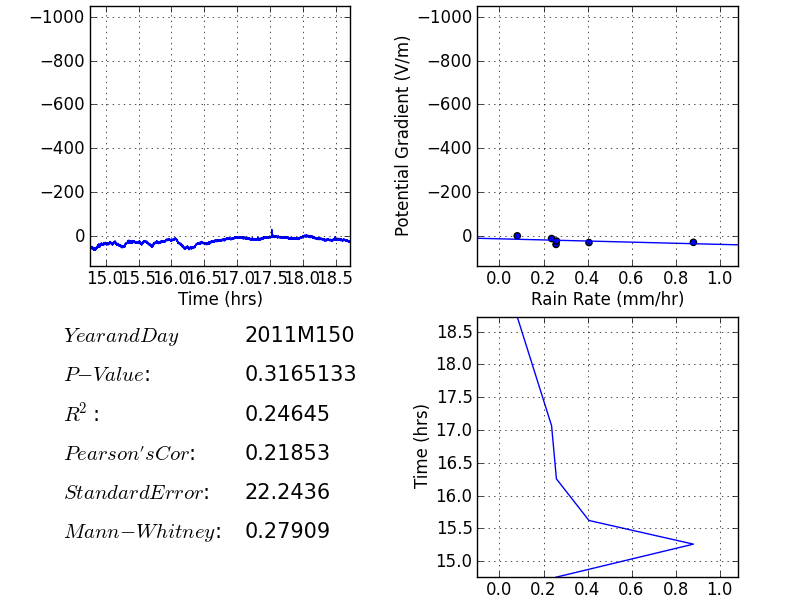 −1000
−800
−600
−400
−200
0
15.0 15.5 16.0 16.5 17.0 17.5 18.0 18.5
Time (hrs)
Potential Gradient (V/m)
−1000
−800
−600
−400
−200
0
0.0 0.2 0.4 0.6 0.8 1.0
Rain Rate (mm/hr)
YearandDay 2011M150
P−Value: 0.3165133
R² : 0.24645
Pearson'sCor: 0.21853
StandardError: 22.2436
Mann−Whitney: 0.27909
Time (hrs)
18.5
18.0
17.5
17.0
16.5
16.0
15.5
15.0
0.0 0.2 0.4 0.6 0.8 1.0